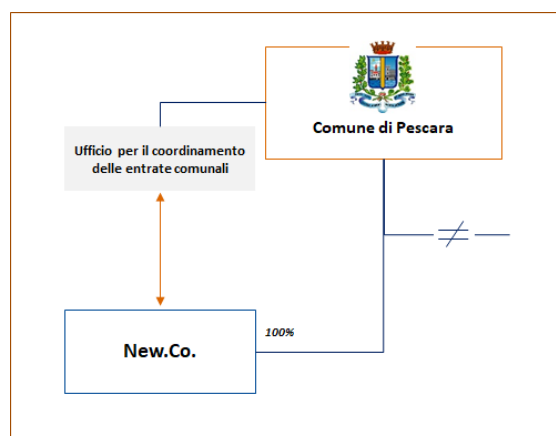 Comune di Pescara
Ufficio per il coordinamento
delle entrate comunali
100%
New.Co.